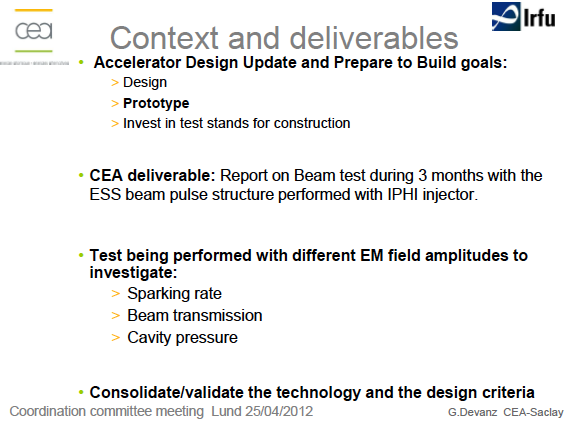 cea
Irfu
Context and deliverables
• Accelerator Design Update and Prepare to Build goals:
> Design
> Prototype
> Invest in test stands for construction
• CEA deliverable: Report on Beam test during 3 months with the
ESS beam pulse structure performed with IPHI injector.
• Test being performed with different EM field amplitudes to
investigate:
> Sparking rate
> Beam transmission
> Cavity pressure
• Consolidate/validate the technology and the design criteria
Coordination committee meeting Lund 25/04/2012
G.Devanz CEA-Saclay